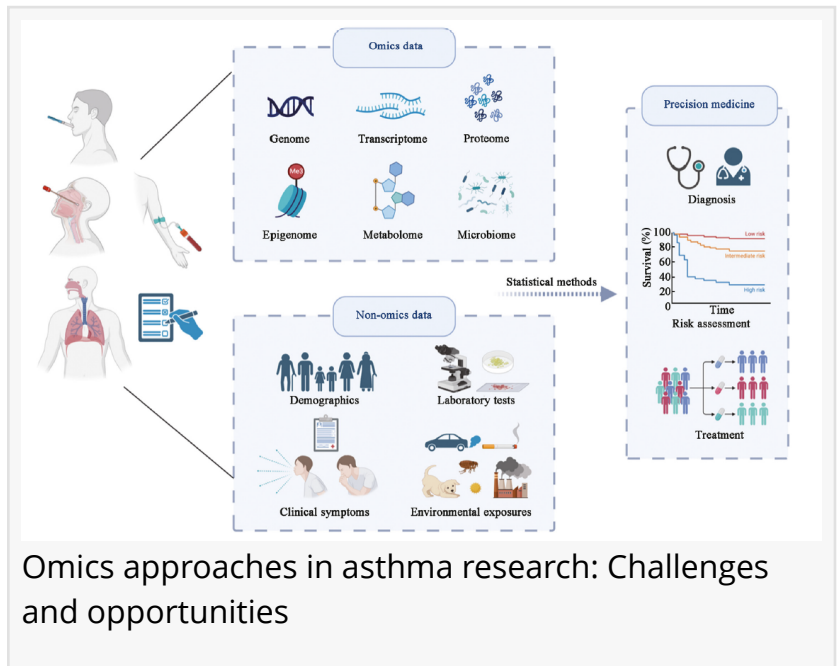 Omics data
Genome
Transcriptome
Proteome
Me3
Epigenome
Metabolome
Microbiome
Statistical methods
Non-omics data
Demographics
Laboratory tests
Clinical symptoms
Environmental exposures
Precision medicine
Diagnosis
Survival (%)
100
80
60
40
20
0
Low risk
Intermediate risk
High risk
Time
Risk assessment
Treatment
Omics approaches in asthma research: Challenges
and opportunities